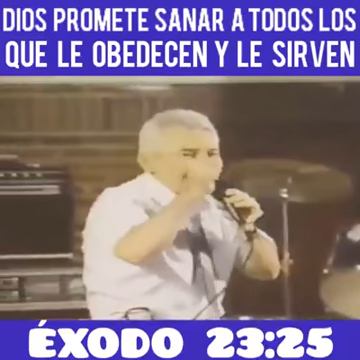 DIOS PROMETE SANAR A TODOS LOS
QUE LE OBEDECEN Y LE SIRVEN
ÉXODO 23:25